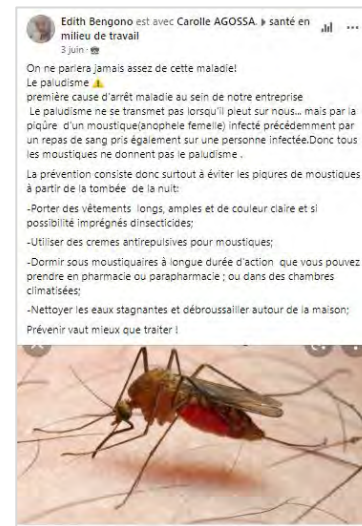 Edith Bengono est avec Carolle AGOSSA. ▸ santé en
milieu de travail
3 juin ·
On ne parlera jamais assez de cette maladie!
Le paludisme ⚠
première cause d'arrêt maladie au sein de notre entreprise
Le paludisme ne se transmet pas lorsqu'il pleut sur nous... mais par la
piqûre d'un moustique(anophele femelle) infecté précédemment par
un repas de sang pris également sur une personne infectée.Donc tous
les moustiques ne donnent pas le paludisme .
La prévention consiste donc surtout à éviter les piqures de moustiques
à partir de la tombée de la nuit:
-Porter des vêtements longs, amples et de couleur claire et si
possibilité imprégnés dinsecticides;
-Utiliser des cremes antirepulsives pour moustiques;
-Dormir sous moustiquaires à longue durée d'action que vous pouvez
prendre en pharmacie ou parapharmacie ; ou dans des chambres
climatisées;
-Nettoyer les eaux stagnantes et débroussailler autour de la maison;
Prévenir vaut mieux que traiter !